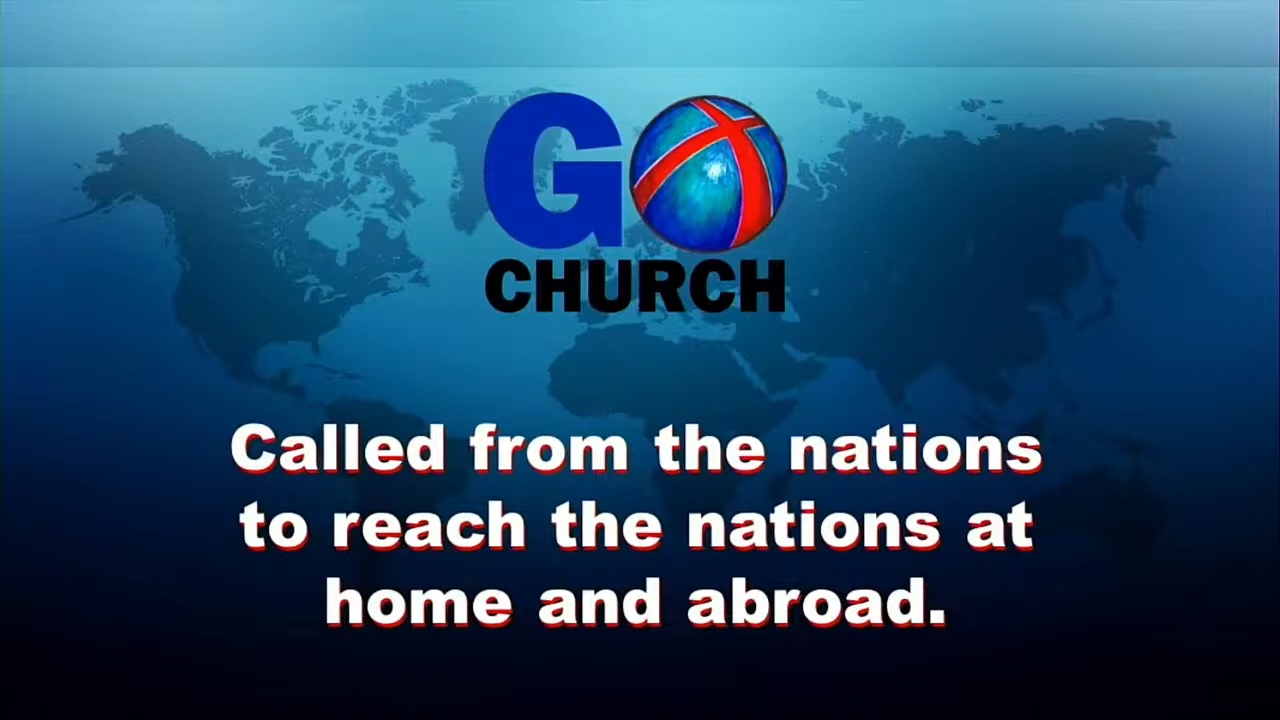 GO
CHURCH
Called from the nations
to reach the nations at
home and abroad.